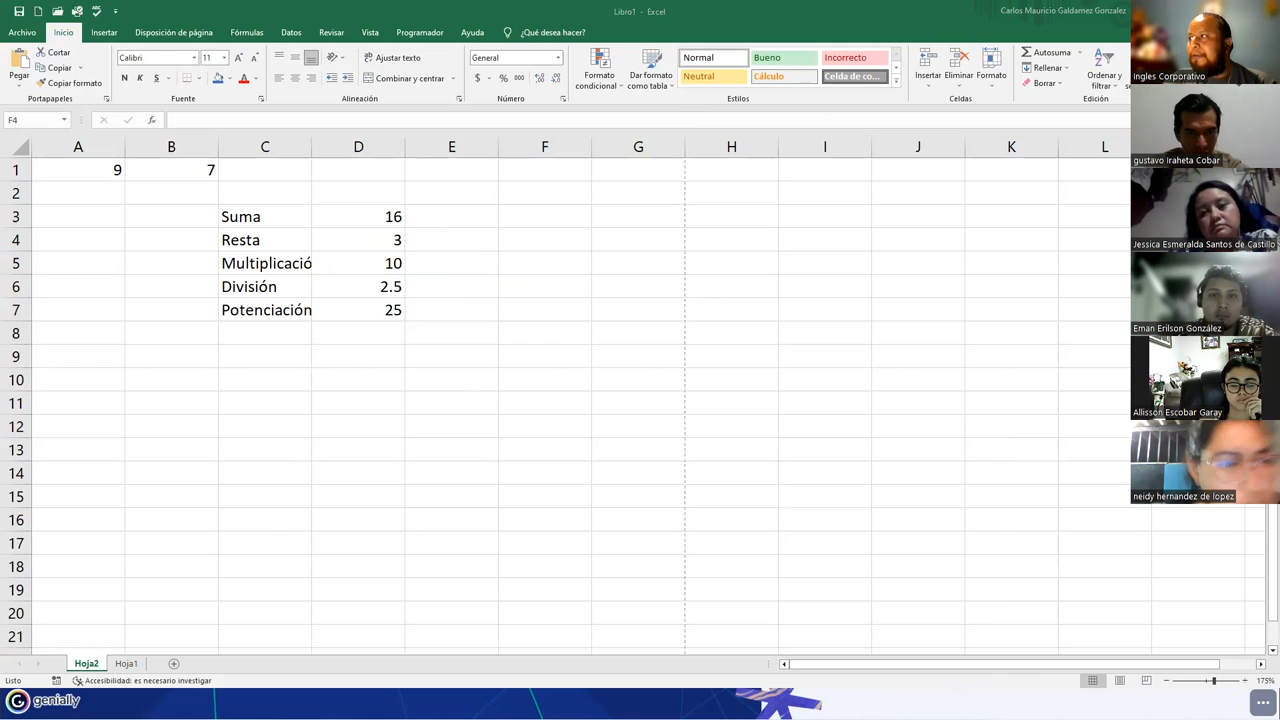 Libro1 - Excel
Carlos Mauricio Galdamez Gonzalez
Archivo Inicio Insertar Disposición de página Fórmulas Datos Revisar Vista Programador Ayuda ¿Qué desea hacer?
Pegar
Cortar
Copiar
Copiar formato
Portapapeles
Calibri 11
N K S
Fuente
Ajustar texto
Combinar y centrar
Alineación
General
$ % 000
Número
Formato condicional
Dar formato como tabla
Normal Bueno Incorrecto
Neutral Cálculo Celda de co...
Estilos
Insertar Eliminar Formato
Celdas
Autosuma
Rellenar
Borrar
Ordenar y
Edición
F4
fx
A B C D E F G H I J K L
1 9 7
2
3 Suma 16
4 Resta 3
5 Multiplicació 10
6 División 2.5
7 Potenciación 25
8
9
10
11
12
13
14
15
16
17
18
19
20
21
Hoja2 Hoja1
Listo Accesibilidad: es necesario investigar 175%
genially
Ingles Corporativo
gustavo Iraheta Cobar
Jessica Esmeralda Santos de Castillo
Eman Erilson González
Allisson Escobar Garay
neidy hernandez de lopez